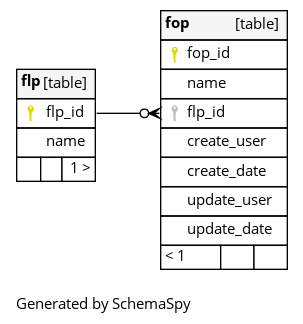 flp [table]
flp_id
name
1 >
fop [table]
fop_id
name
flp_id
create_user
create_date
update_user
update_date
< 1
Generated by SchemaSpy